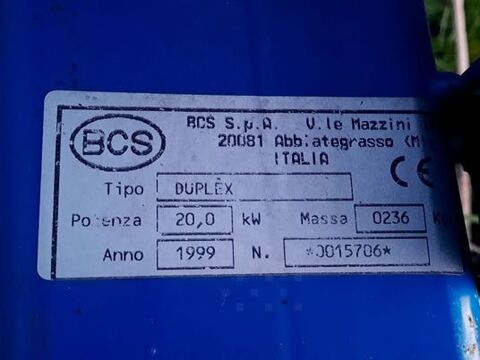 BCS
BCS S.p.A. V.le Mazzini
20081 Abbiategrasso (M
ITALIA
CE
Tipo DUPLEX
Potenza 20,0 kW Massa 0236 K
Anno 1999 N. *0015706*